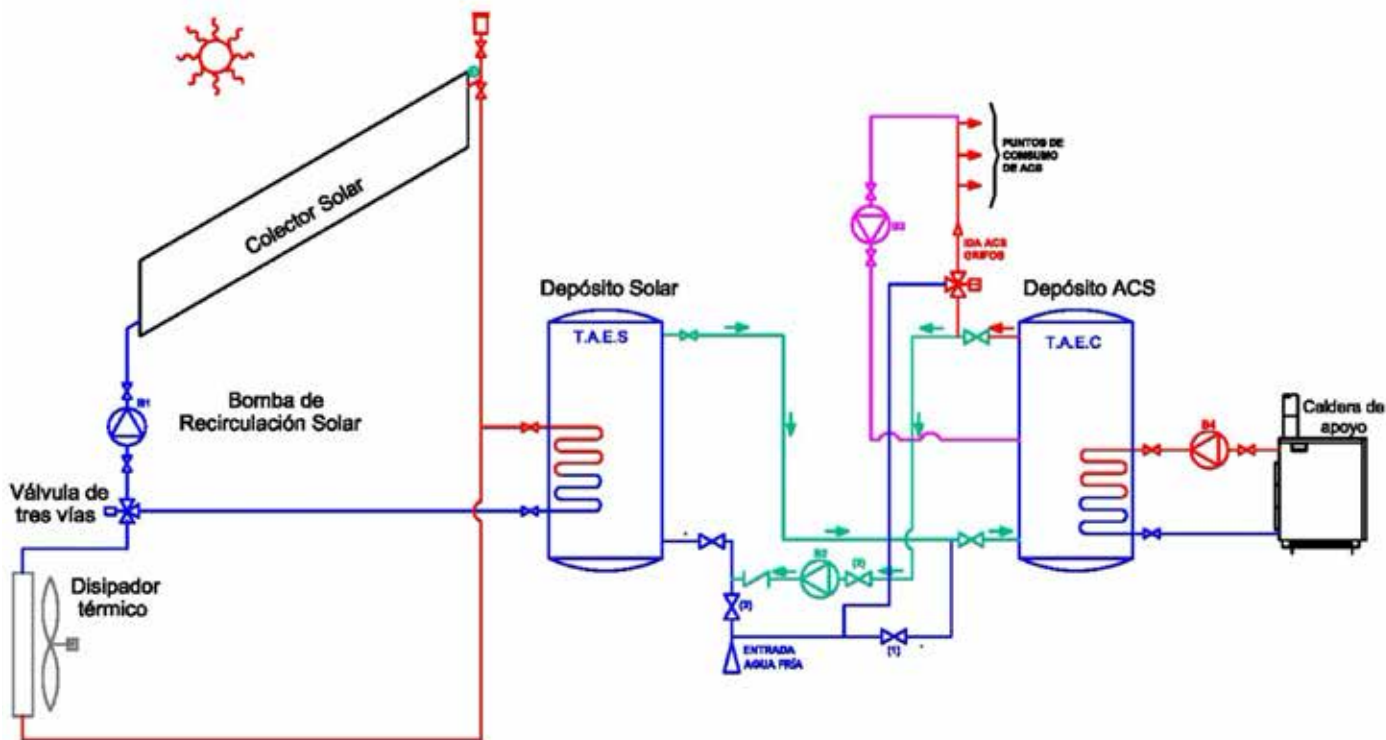 Colector Solar
PUNTOS DE
CONSUMO
DE ACS
B3
IDA ACS
GRIFOS
Depósito Solar
Depósito ACS
T.A.E.S
T.A.E.C
B1
Bomba de
Recirculación Solar
Caldera de
apoyo
B4
Válvula de
tres vías
B2
(2)
Disipador
térmico
ENTRADA
AGUA FRÍA
(1)